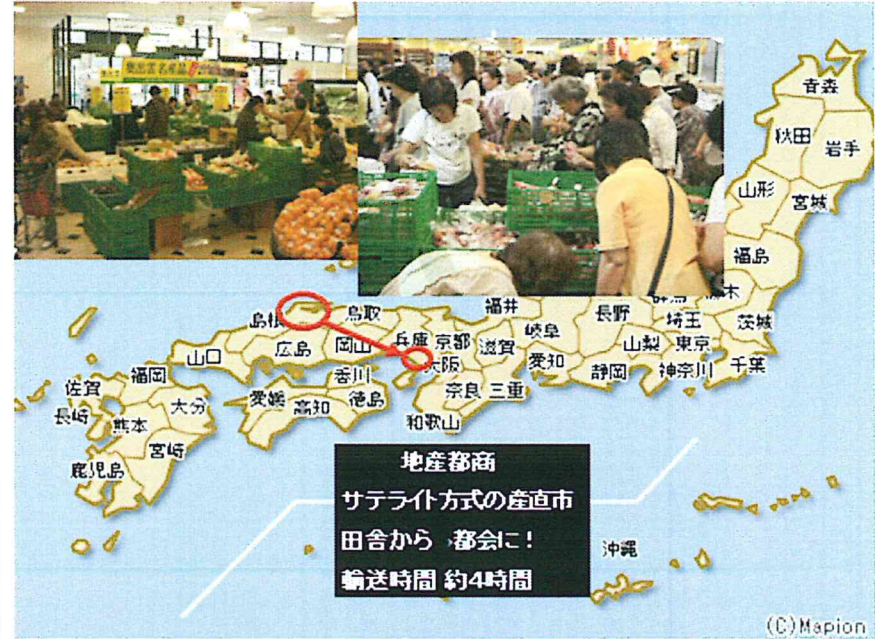 奥出雲名産品
青森
秋田
岩手
山形
宮城
福島
福井
長野
埼玉
茨城
島根
鳥取
兵庫
京都
滋賀
岐阜
山梨
東京
山口
広島
岡山
大阪
愛知
静岡
神奈川
千葉
福岡
香川
奈良
三重
佐賀
大分
愛媛
高知
徳島
長崎
熊本
和歌山
宮崎
鹿児島
地産都商
サテライト方式の産直市
田舎から→都会に!
輸送時間 約4時間
沖縄
(C)Mapion